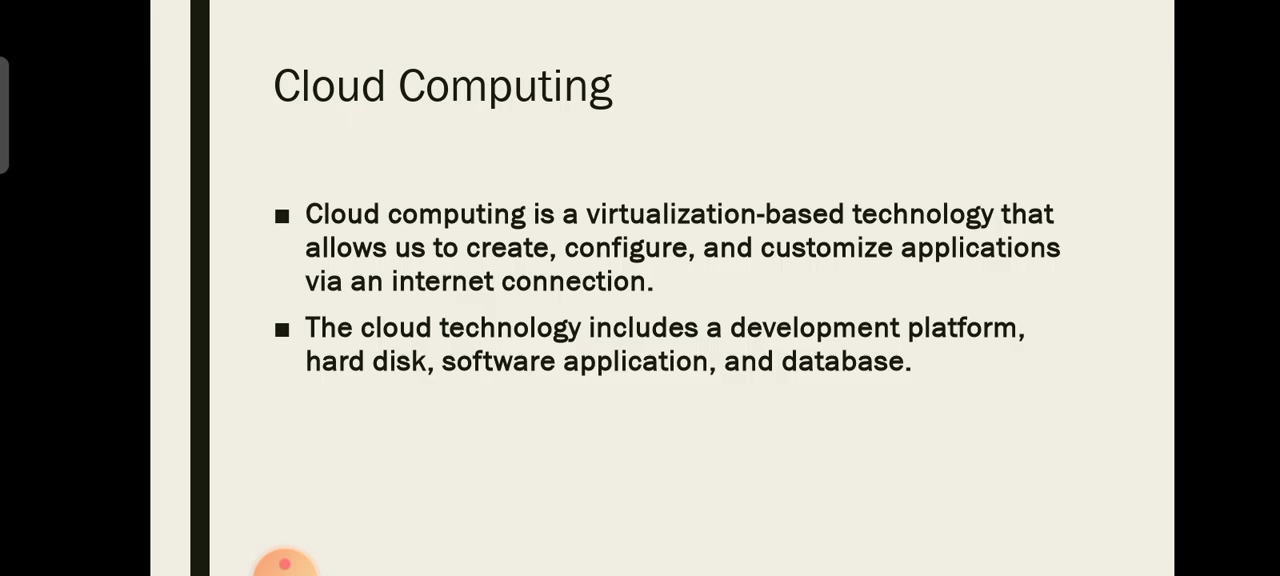 Cloud Computing
■ Cloud computing is a virtualization-based technology that
allows us to create, configure, and customize applications
via an internet connection.
■ The cloud technology includes a development platform,
hard disk, software application, and database.